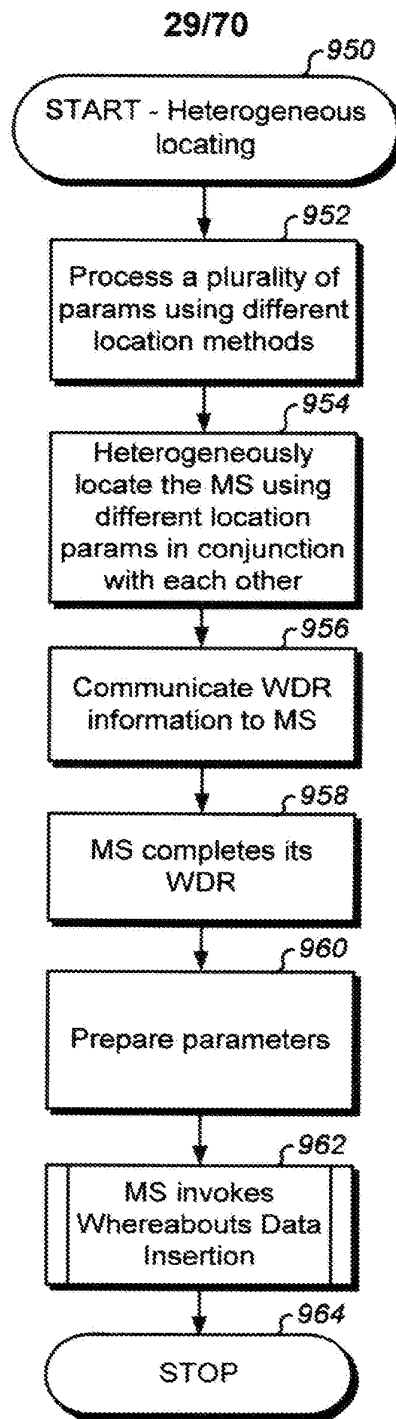 29/70
950
START - Heterogeneous
locating
952
Process a plurality of
params using different
location methods
954
Heterogeneously
locate the MS using
different location
params in conjunction
with each other
956
Communicate WDR
information to MS
958
MS completes its
WDR
960
Prepare parameters
962
MS invokes
Whereabouts Data
Insertion
964
STOP